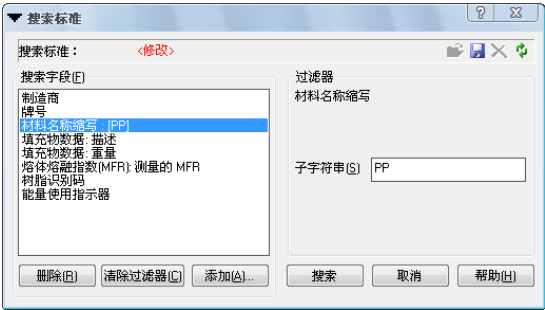 搜索标准
搜索标准：
<修改>
搜索字段(F)
制造商
牌号
材料名称缩写 : [PP]
填充物数据: 描述
填充物数据: 重量
熔体熔融指数(MFR): 测量的 MFR
树脂识别码
能量使用指示器
删除(R)
清除过滤器(C)
添加(A)...
过滤器
材料名称缩写
子字符串(S)
PP
搜索
取消
帮助(H)